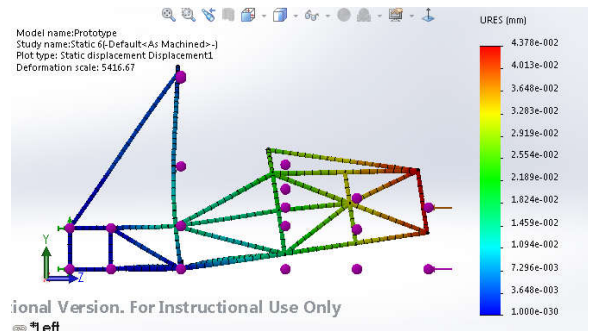 URES (mm)
Model name:Prototype
Study name:Static 6(-Default<As Machined>-)
Plot type: Static displacement Displacement1
Deformation scale: 5416.67
4.378e-002
4.013e-002
3.648e-002
3.283e-002
2.919e-002
2.554e-002
2.189e-002
1.824e-002
1.459e-002
1.094e-002
7.296e-003
3.648e-003
1.000e-030
Y
Z
ional Version. For Instructional Use Only
*Left